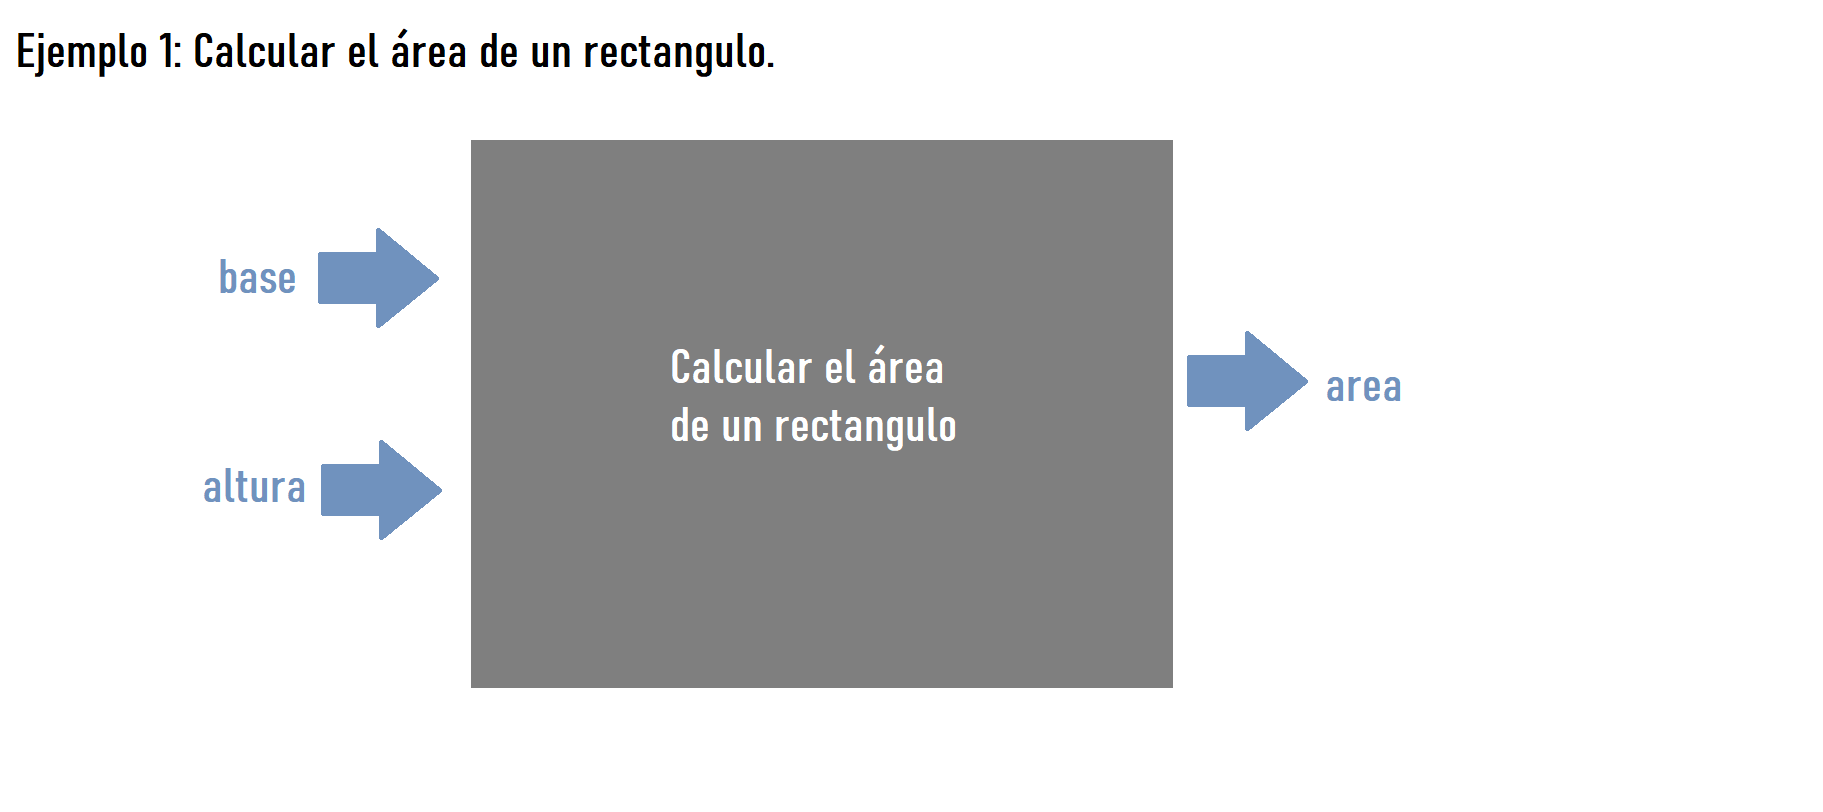 Ejemplo 1: Calcular el área de un rectangulo.
base
altura
Calcular el área
de un rectangulo
area